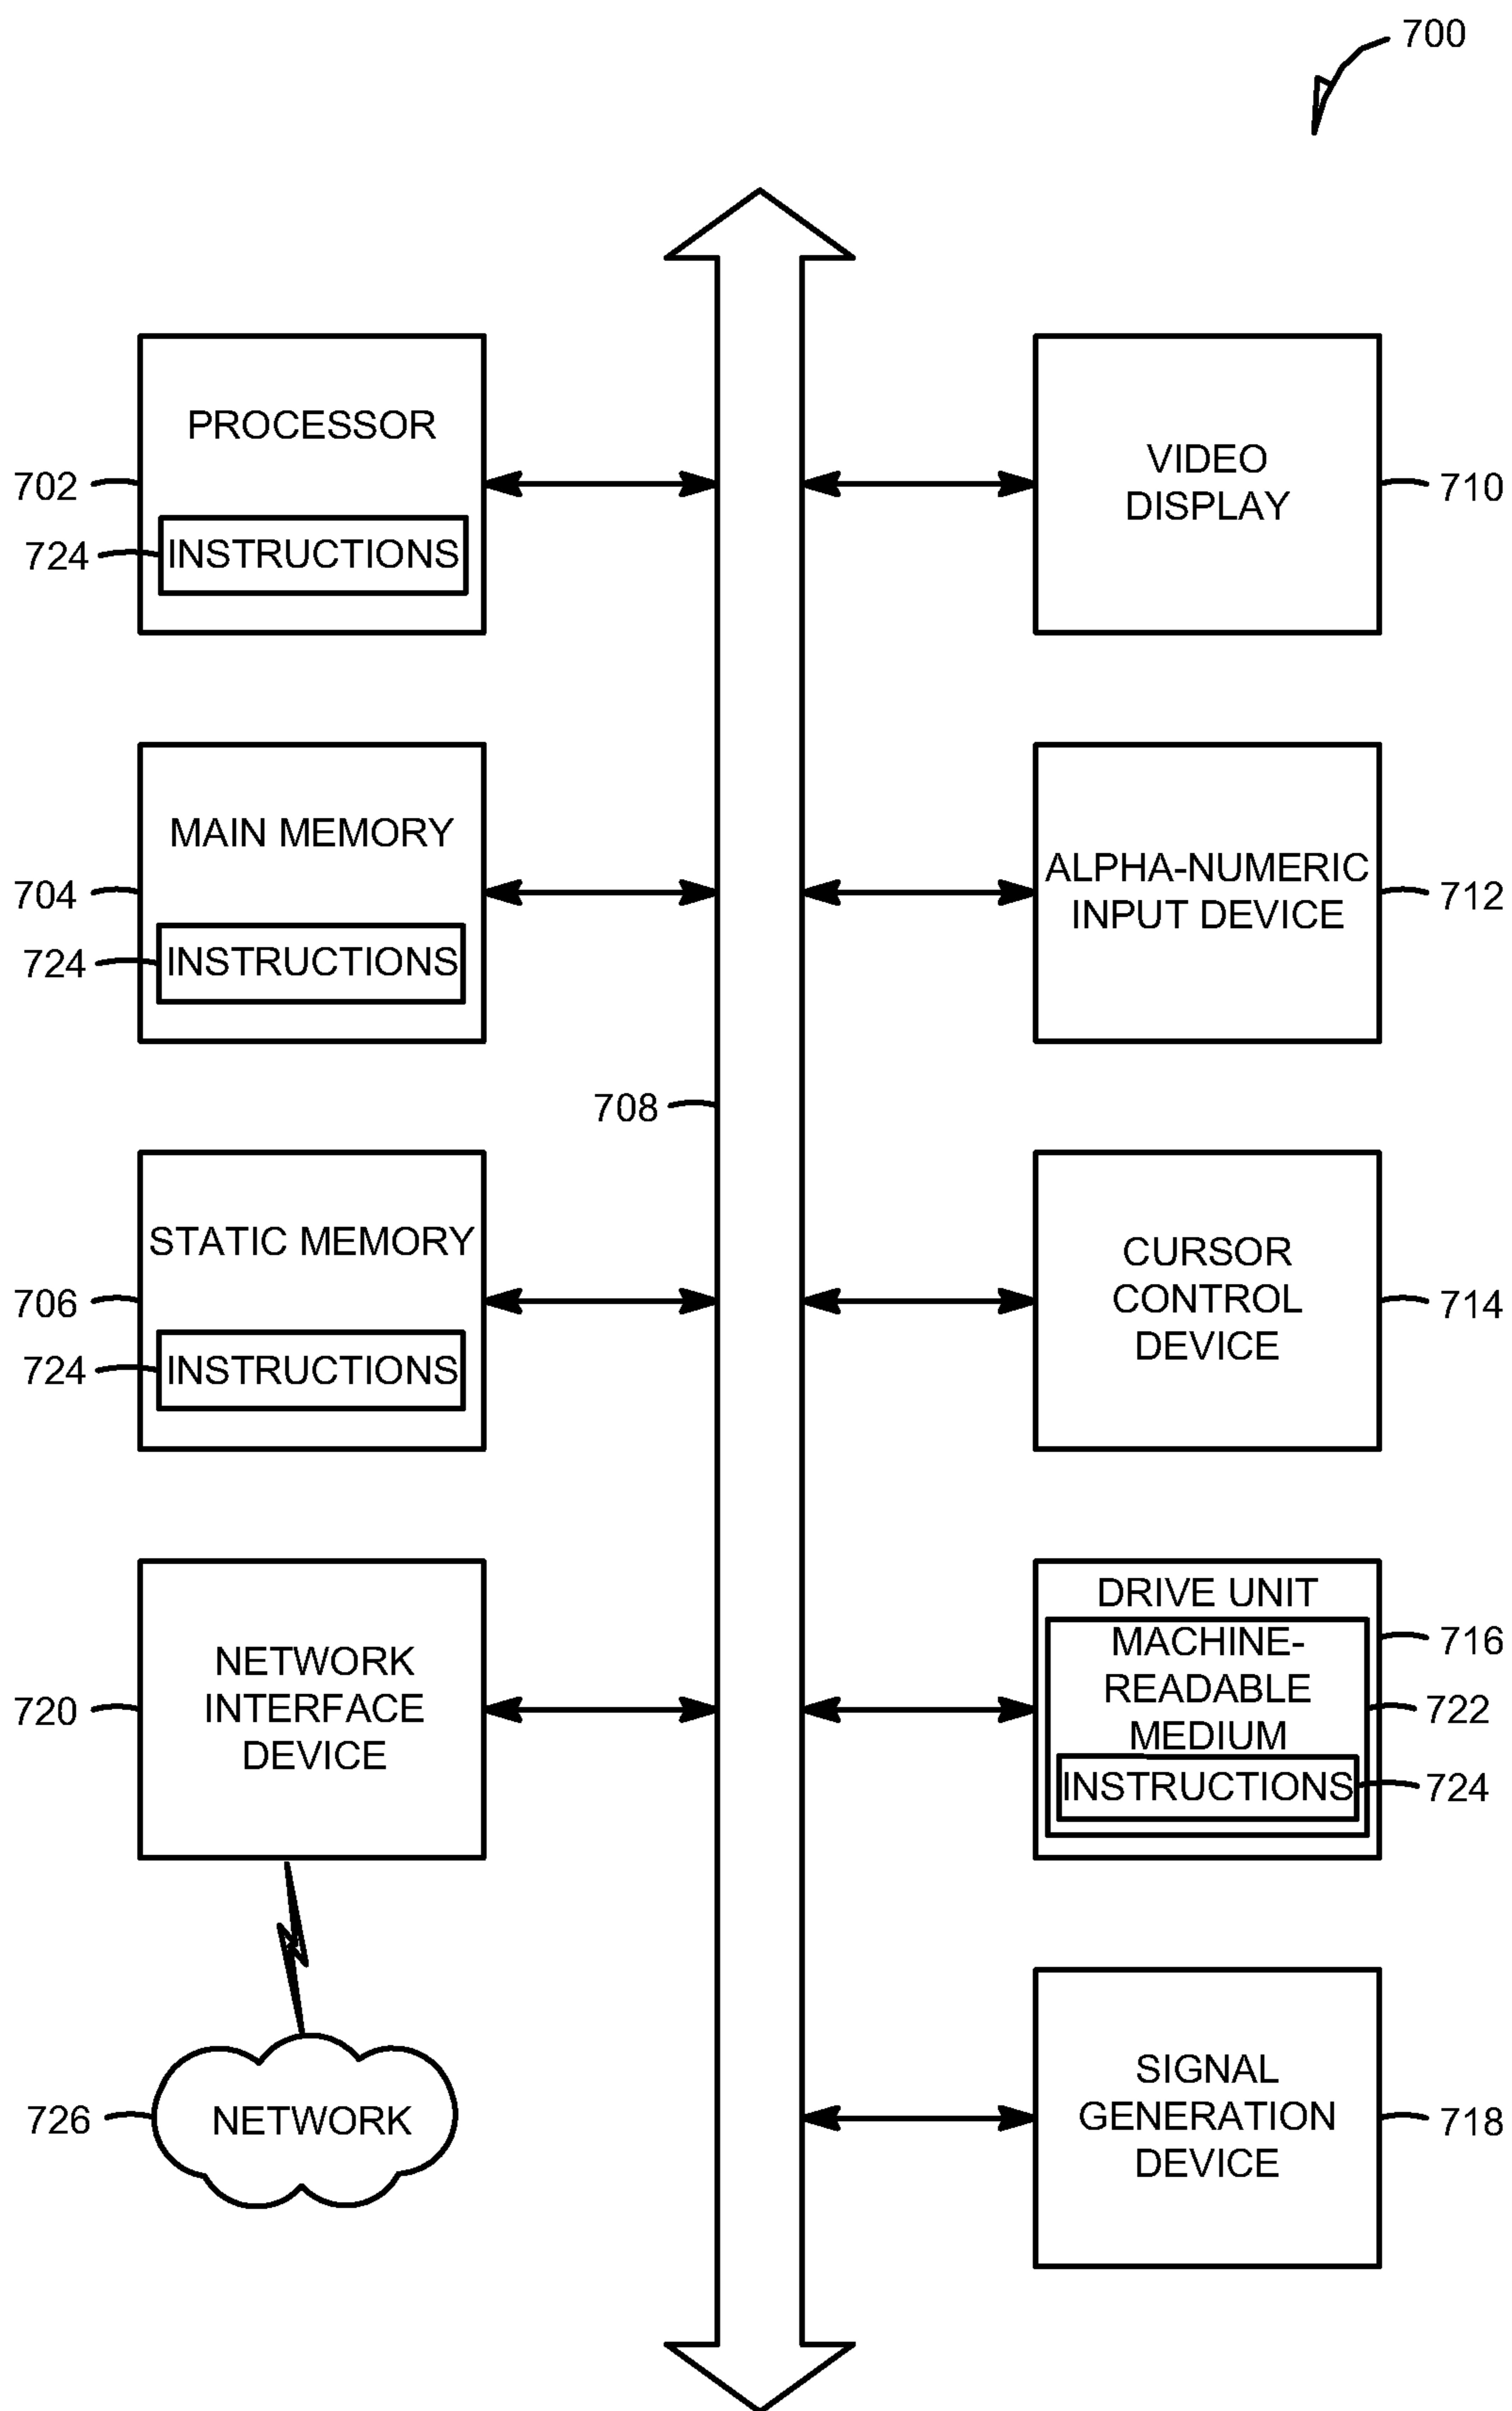 700
PROCESSOR
702
724
INSTRUCTIONS
VIDEO
DISPLAY
710
MAIN MEMORY
704
724
INSTRUCTIONS
ALPHA-NUMERIC
INPUT DEVICE
712
708
STATIC MEMORY
706
724
INSTRUCTIONS
CURSOR
CONTROL
DEVICE
714
NETWORK
INTERFACE
DEVICE
720
DRIVE UNIT
716
MACHINE-
READABLE
MEDIUM
722
INSTRUCTIONS
724
726
NETWORK
SIGNAL
GENERATION
DEVICE
718